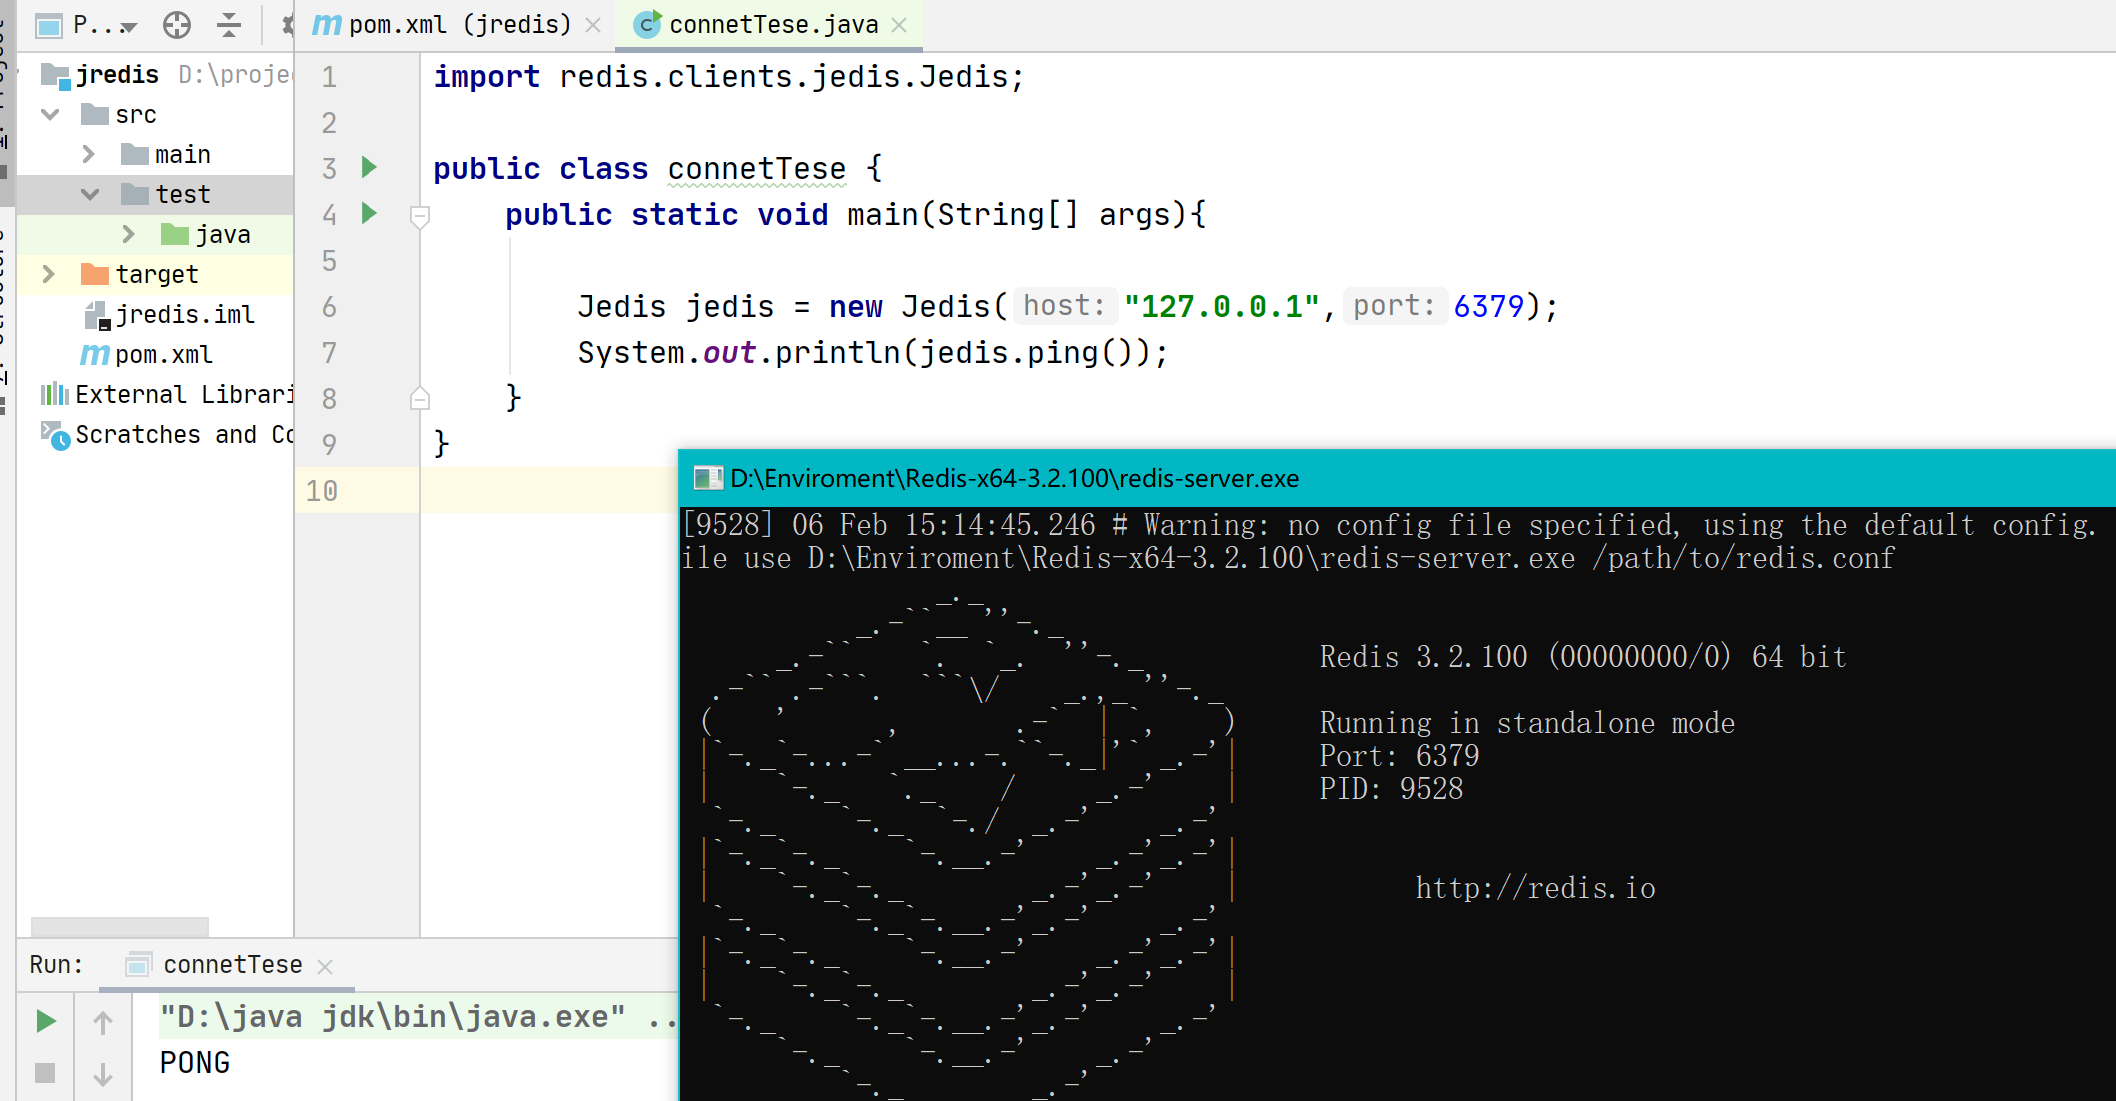 P...
pom.xml (jredis)
connetTese.java
jredis D:\proje
src
main
test
java
target
jredis.iml
pom.xml
External Librari
Scratches and Co
1 import redis.clients.jedis.Jedis;
2
3 public class connetTese {
4 public static void main(String[] args){
5
6 Jedis jedis = new Jedis( host: "127.0.0.1", port: 6379);
7 System.out.println(jedis.ping());
8 }
9 }
10
D:\Enviroment\Redis-x64-3.2.100\redis-server.exe
[9528] 06 Feb 15:14:45.246 # Warning: no config file specified, using the default config.
ile use D:\Enviroment\Redis-x64-3.2.100\redis-server.exe /path/to/redis.conf
Redis 3.2.100 (00000000/0) 64 bit
Running in standalone mode
Port: 6379
PID: 9528
http://redis.io
Run: connetTese
"D:\java jdk\bin\java.exe" ..
PONG